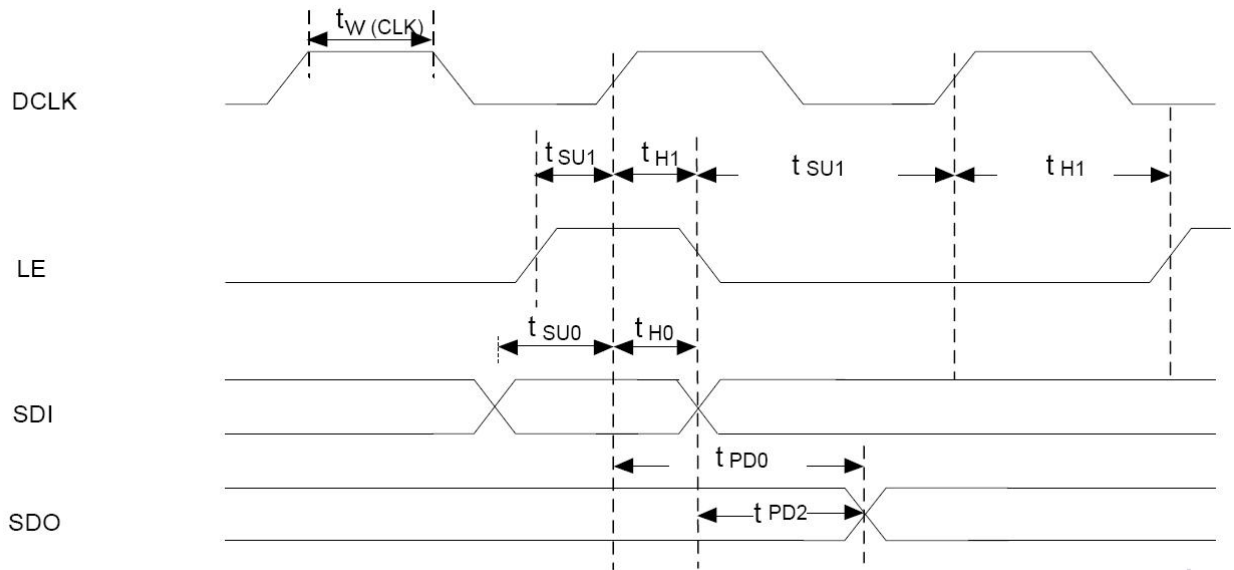 tW (CLK)
DCLK
tSU1 tH1 tSU1 tH1
LE
tSU0 tH0
SDI
tPD0
SDO
tPD2